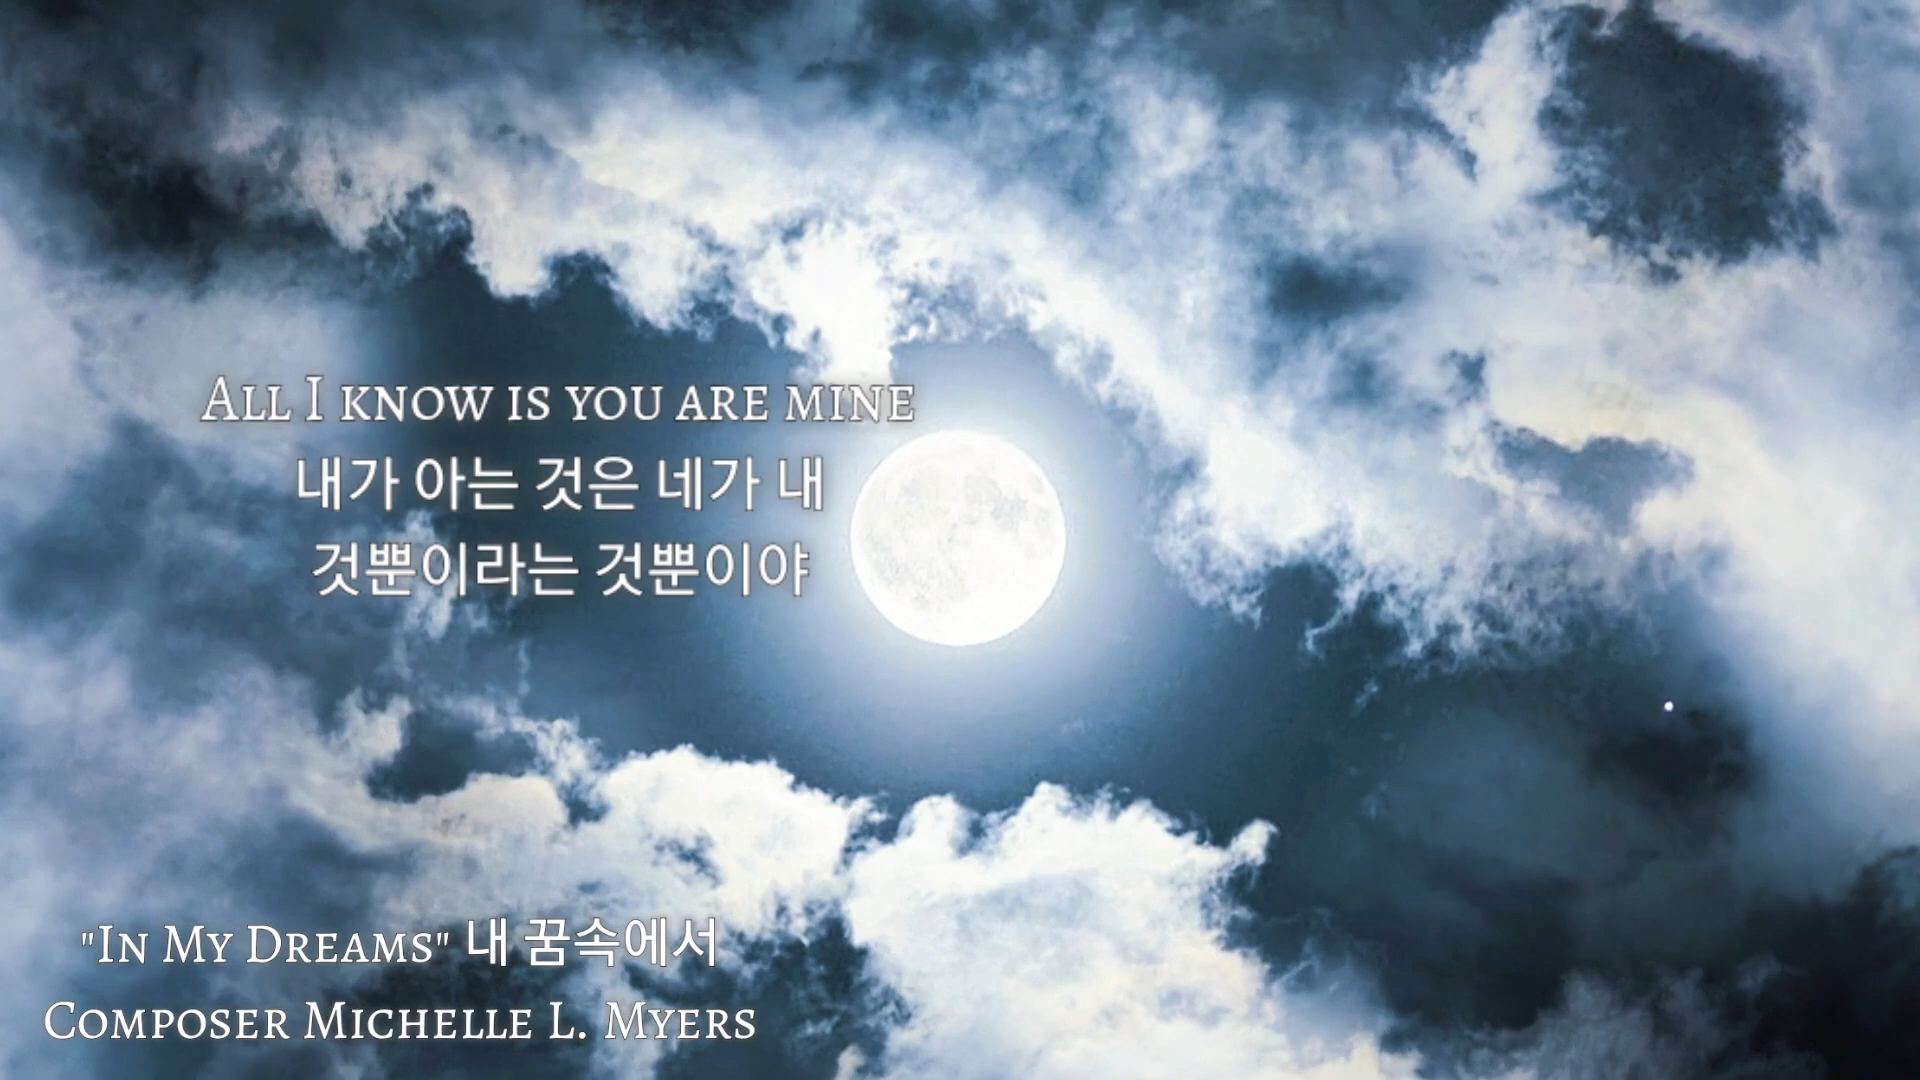 All I know is you are mine
내가 아는 것은 네가 내
것뿐이라는 것뿐이야
"In My Dreams" 내 꿈속에서
Composer Michelle L. Myers